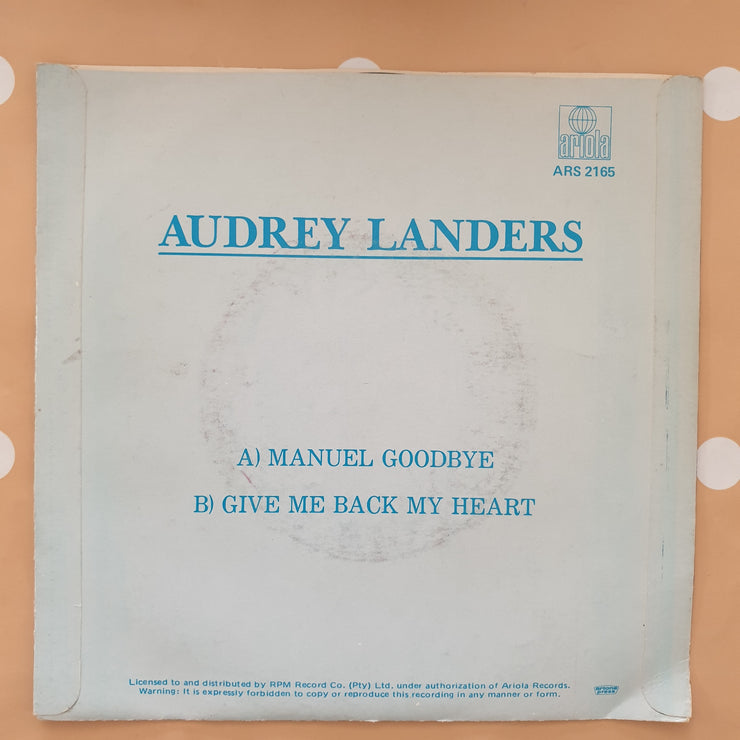 ariola
ARS 2165
AUDREY LANDERS
A) MANUEL GOODBYE
B) GIVE ME BACK MY HEART
Licensed to and distributed by RPM Record Co. (Pty) Ltd. under authorization of Ariola Records.
Warning: It is expressly forbidden to copy or reproduce this recording in any manner or form.
artone
press